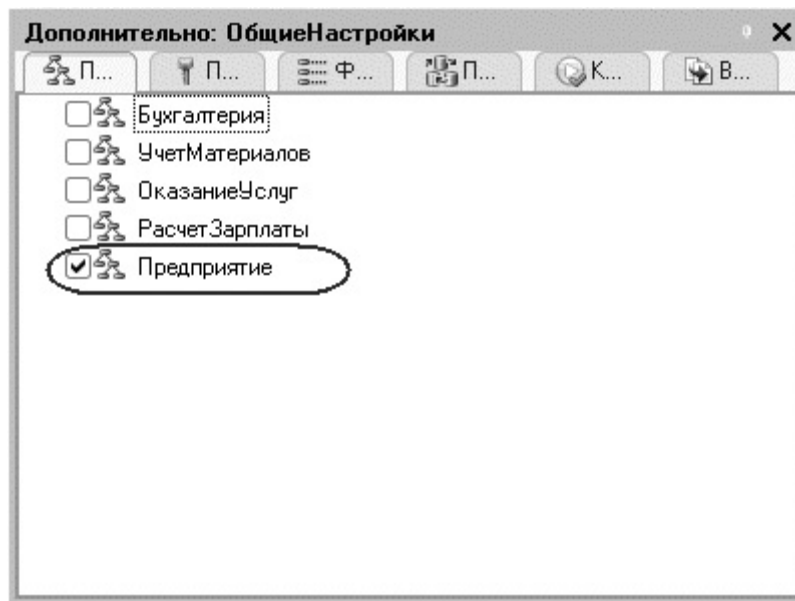 Дополнительно: ОбщиеНастройки
П... П... Ф... П... К... В...
Бухгалтерия
УчетМатериалов
ОказаниеУслуг
РасчетЗарплаты
Предприятие